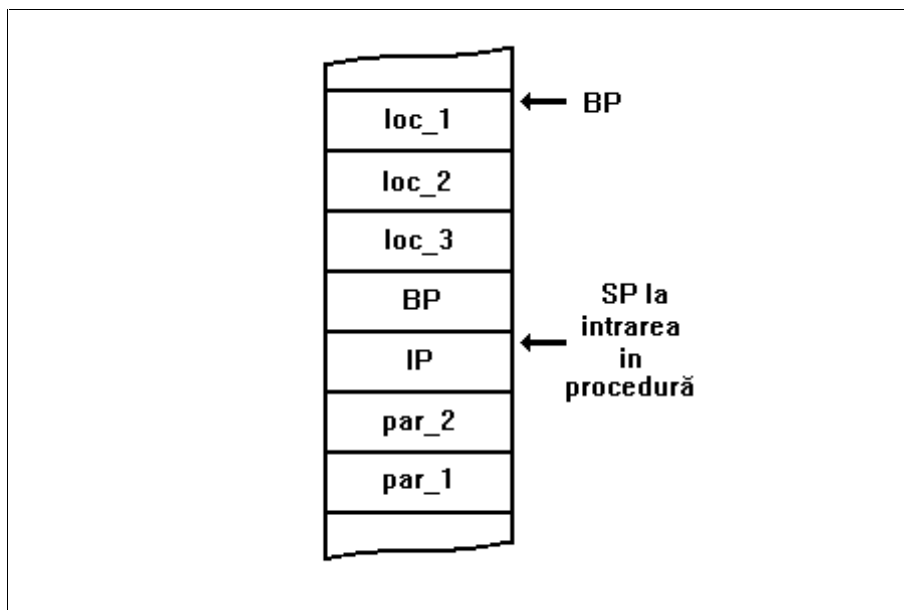 loc_1
BP
loc_2
loc_3
BP
SP la
intrarea
in
procedură
IP
par_2
par_1